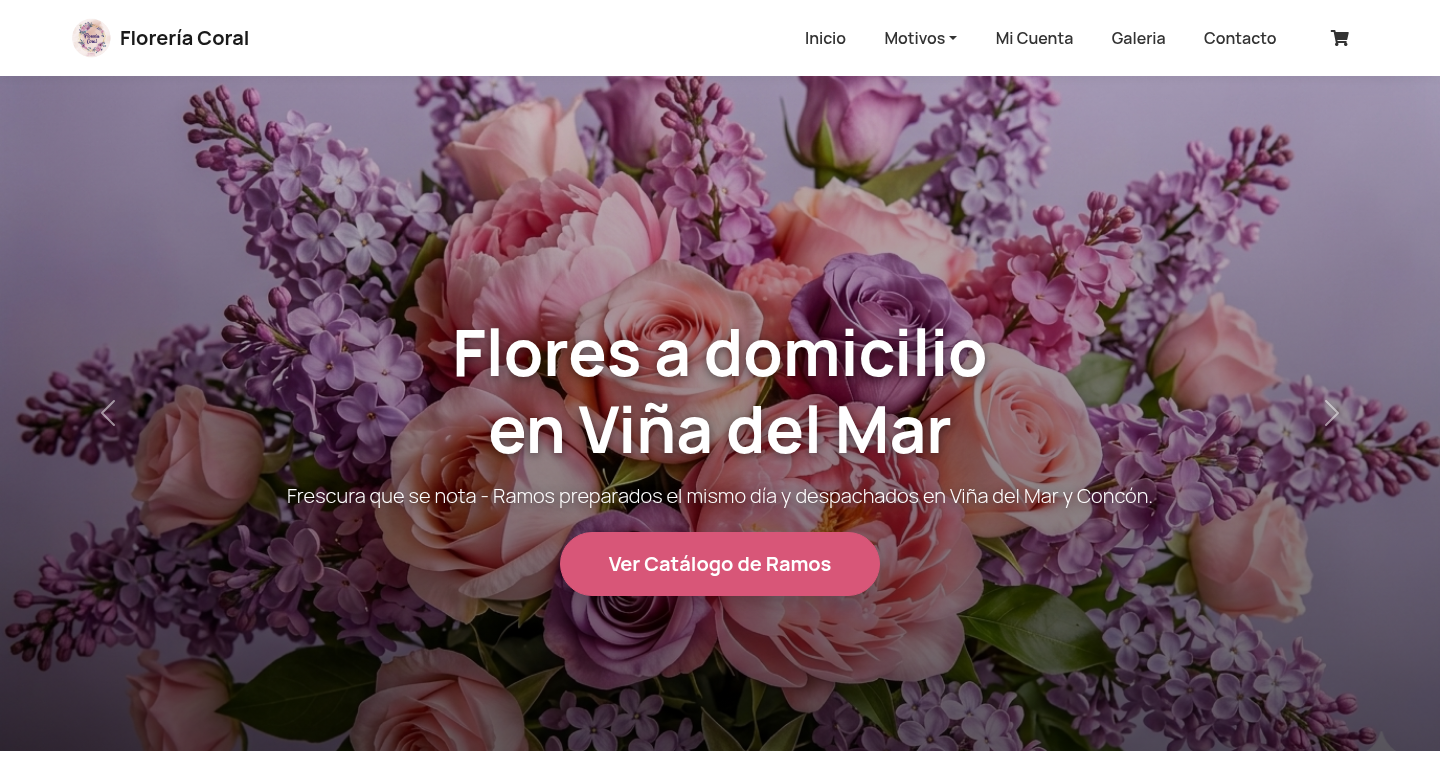 Florería Coral
Inicio
Motivos
Mi Cuenta
Galeria
Contacto
Flores a domicilio
en Viña del Mar
Frescura que se nota - Ramos preparados el mismo día y despachados en Viña del Mar y Concón.
Ver Catálogo de Ramos